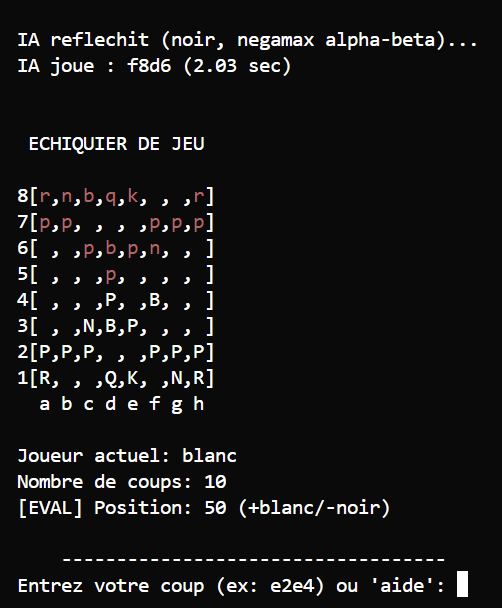 IA reflechit (noir, negamax alpha-beta)...
IA joue : f8d6 (2.03 sec)
ECHIQUIER DE JEU
8[r,n,b,q,k, , ,r]
7[p,p, , , ,p,p,p]
6[ , ,p,b,p,n, , ]
5[ , , ,p, , , , ]
4[ , , ,P, ,B, , ]
3[ , ,N,B,P, , , ]
2[P,P,P, , ,P,P,P]
1[R, , ,Q,K, ,N,R]
a b c d e f g h
Joueur actuel: blanc
Nombre de coups: 10
[EVAL] Position: 50 (+blanc/-noir)
----------------------------------
Entrez votre coup (ex: e2e4) ou 'aide':